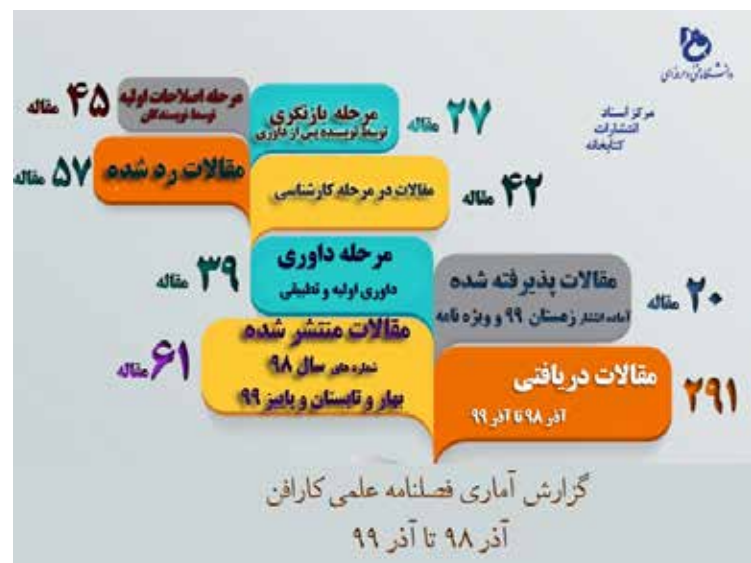 دانشگاه فنی و حرفه‌ای
مرکز اسناد
انتشارات
کتابخانه
مرحله اصلاحات اولیه
توسط نویسندگان
۴۵ مقاله
مرحله بازنگری
توسط نویسنده پس از داوری
۲۷ مقاله
مقالات رد شده
۵۷ مقاله
مقالات در مرحله کارشناسی
۴۲ مقاله
مرحله داوری
داوری اولیه و تطبیقی
۳۹ مقاله
مقالات پذیرفته شده
آماده انتشار زمستان ۹۹ و ویژه نامه
۲۰ مقاله
مقالات منتشر شده
شماره های سال ۹۸
بهار و تابستان و پاییز ۹۹
۶۱ مقاله
مقالات دریافتی
آذر ۹۸ تا آذر ۹۹
۲۹۱
گزارش آماری فصلنامه علمی کارافن
آذر ۹۸ تا آذر ۹۹